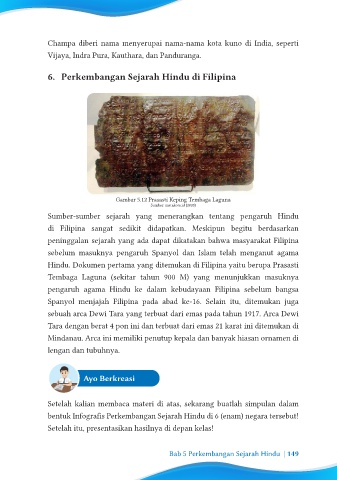 Champa diberi nama menyerupai nama-nama kota kuno di India, seperti
Vijaya, Indra Pura, Kauthara, dan Panduranga.
6. Perkembangan Sejarah Hindu di Filipina
Gambar 5.12 Prasasti Keping Tembaga Laguna
Sumber-sumber sejarah yang menerangkan tentang pengaruh Hindu
di Filipina sangat sedikit didapatkan. Meskipun begitu berdasarkan
peninggalan sejarah yang ada dapat dikatakan bahwa masyarakat Filipina
sebelum masuknya pengaruh Spanyol dan Islam telah menganut agama
Hindu. Dokumen pertama yang ditemukan di Filipina yaitu berupa Prasasti
Tembaga Laguna (sekitar tahun 900 M) yang menunjukkan masuknya
pengaruh agama Hindu ke dalam kebudayaan Filipina sebelum bangsa
Spanyol menjajah Filipina pada abad ke-16. Selain itu, ditemukan juga
sebuah arca Dewi Tara yang terbuat dari emas pada tahun 1917. Arca Dewi
Tara dengan berat 4 pon ini dan terbuat dari emas 21 karat ini ditemukan di
Mindanau. Arca ini memiliki penutup kepala dan banyak hiasan ornamen di
lengan dan tubuhnya.
Ayo Berkreasi
Setelah kalian membaca materi di atas, sekarang buatlah simpulan dalam
bentuk Infografis Perkembangan Sejarah Hindu di 6 (enam) negara tersebut!
Setelah itu, presentasikan hasilnya di depan kelas!
Bab 5 Perkembangan Sejarah Hindu | 149